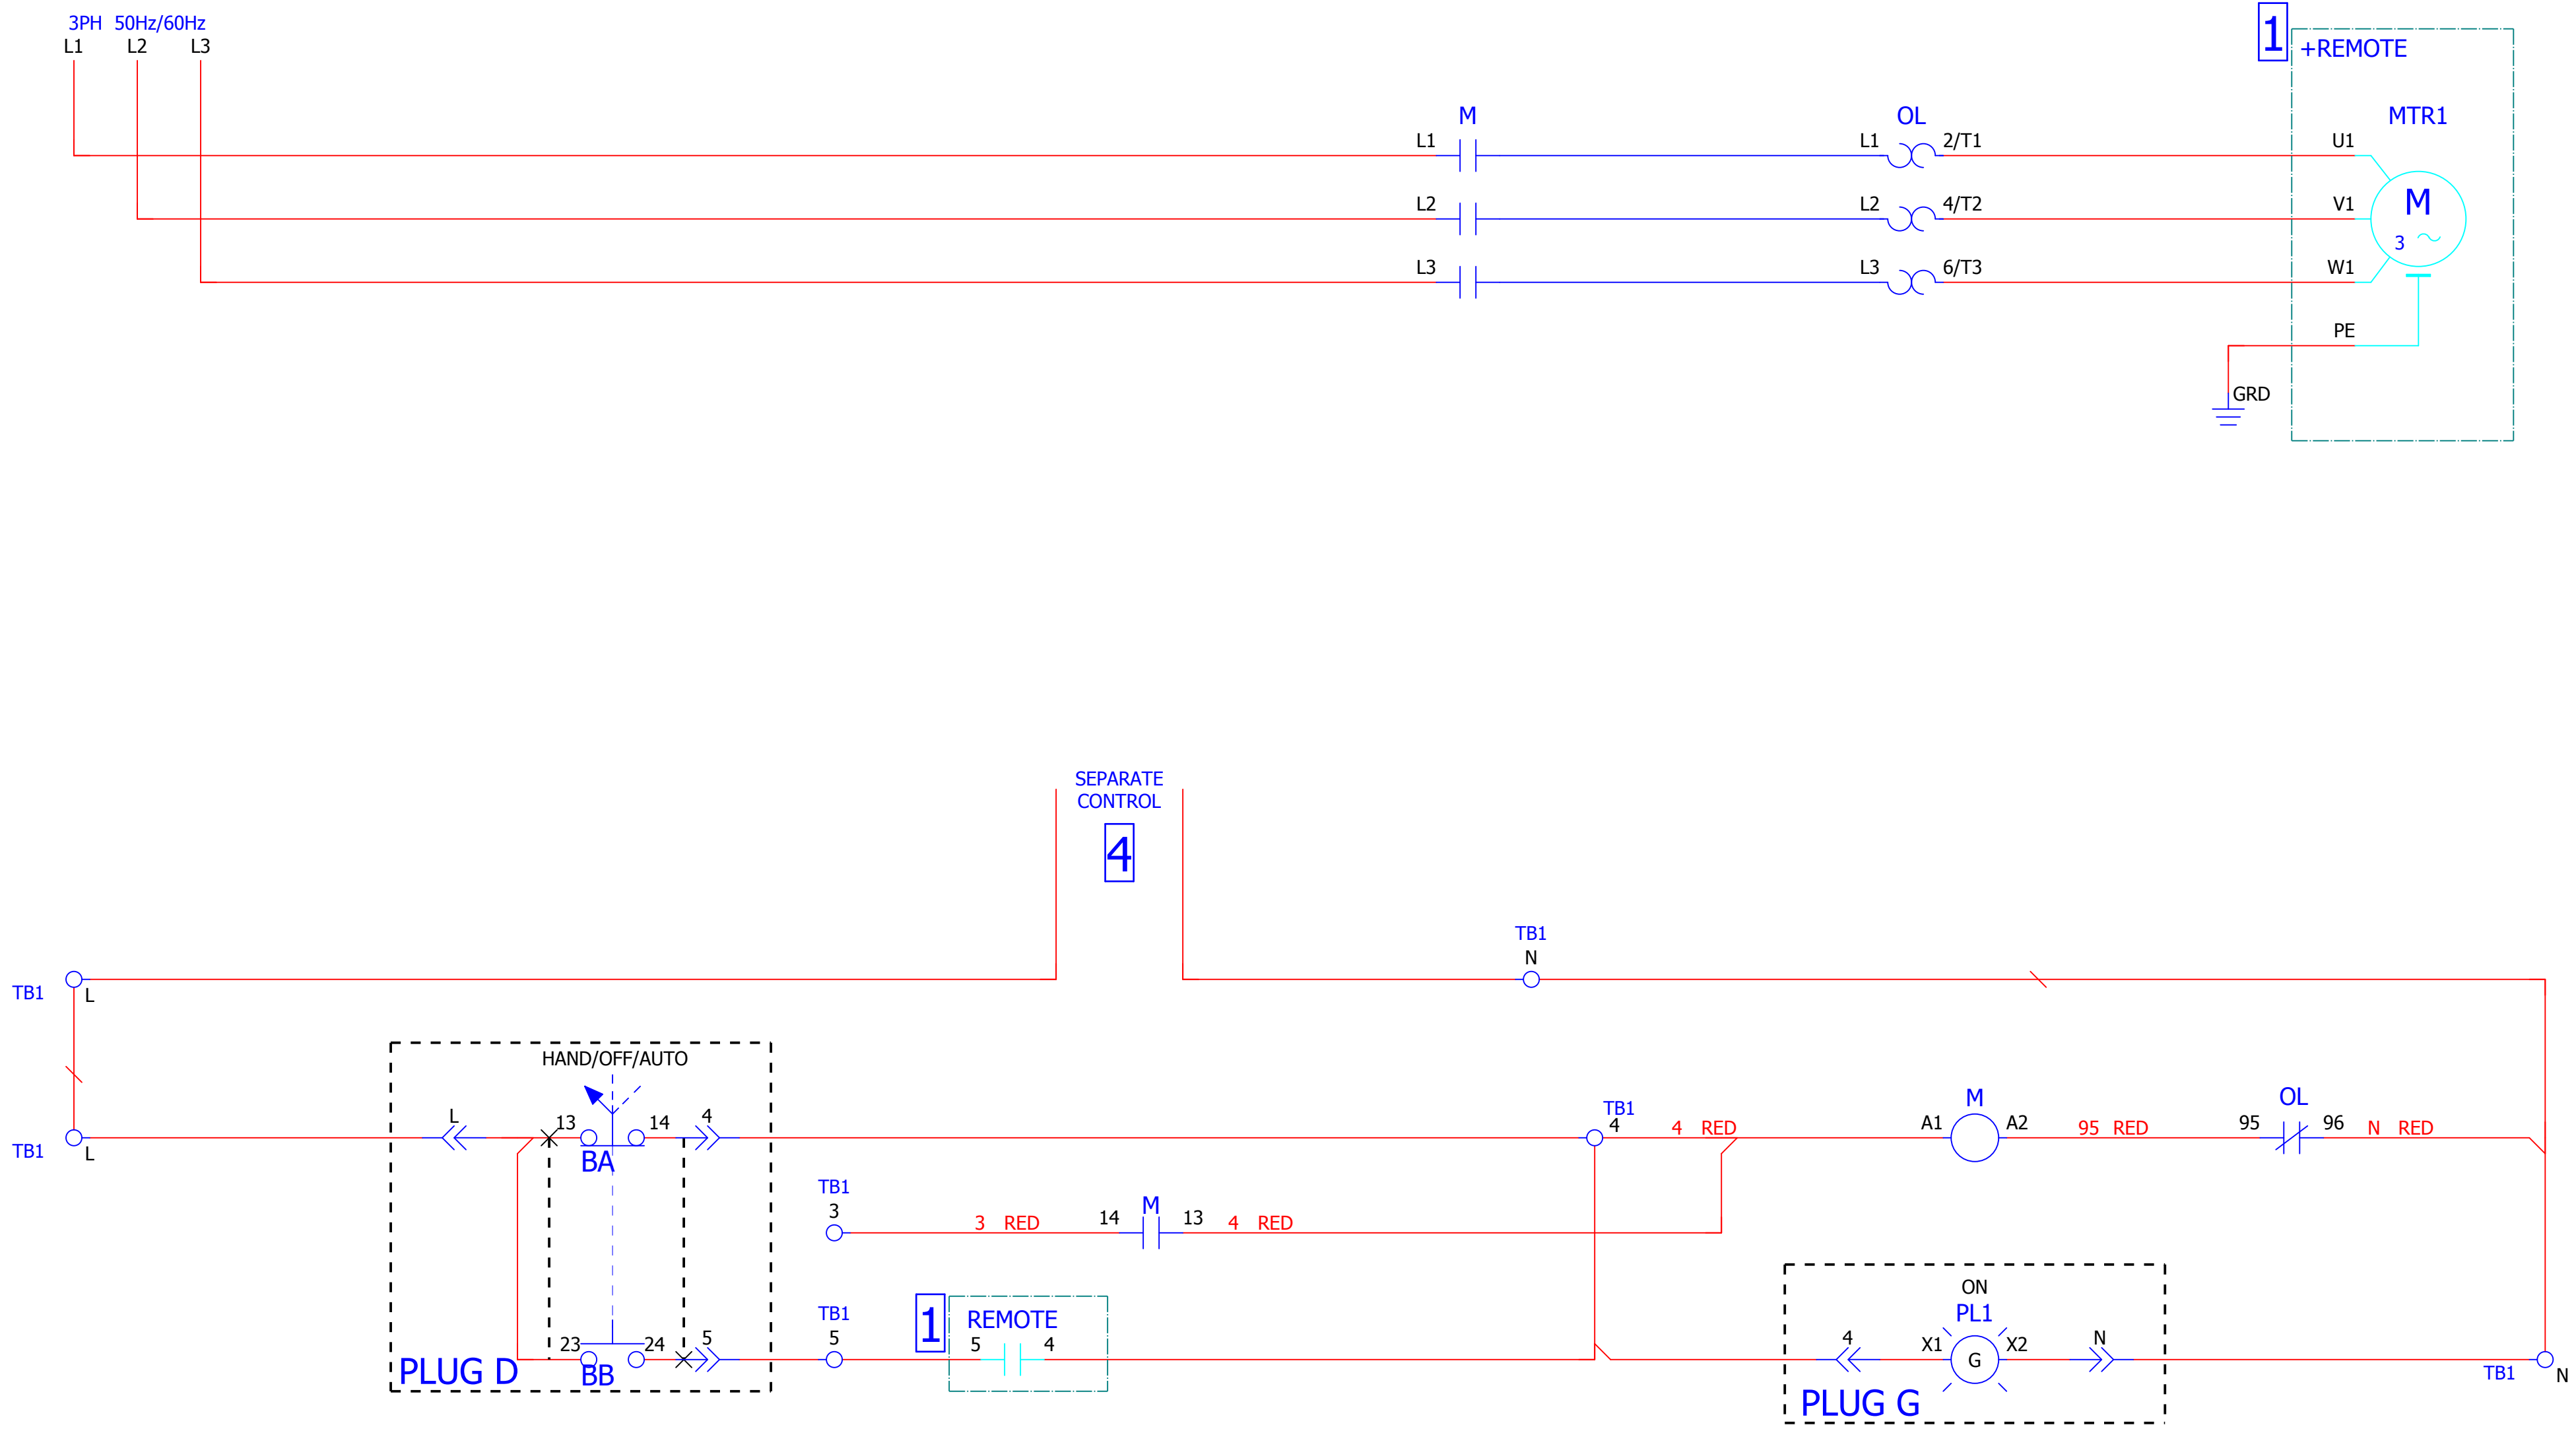 3PH 50Hz/60Hz
L1 L2 L3
1
+REMOTE
M OL MTR1
L1 L1 2/T1 U1
L2 L2 4/T2 V1
M
3
L3 L3 6/T3 W1
PE
GRD
SEPARATE
CONTROL
4
TB1
N
TB1 L
HAND/OFF/AUTO
TB1 L
L 13 14 4
BA
TB1
4
4 RED
M
A1 A2
95 RED
OL
95 96
N RED
TB1
3
3 RED
M
14 13
4 RED
TB1
5
1
REMOTE
5 4
23 24 5
BB
PLUG D
ON
PL1
4 X1 X2 N
G
PLUG G
TB1 N